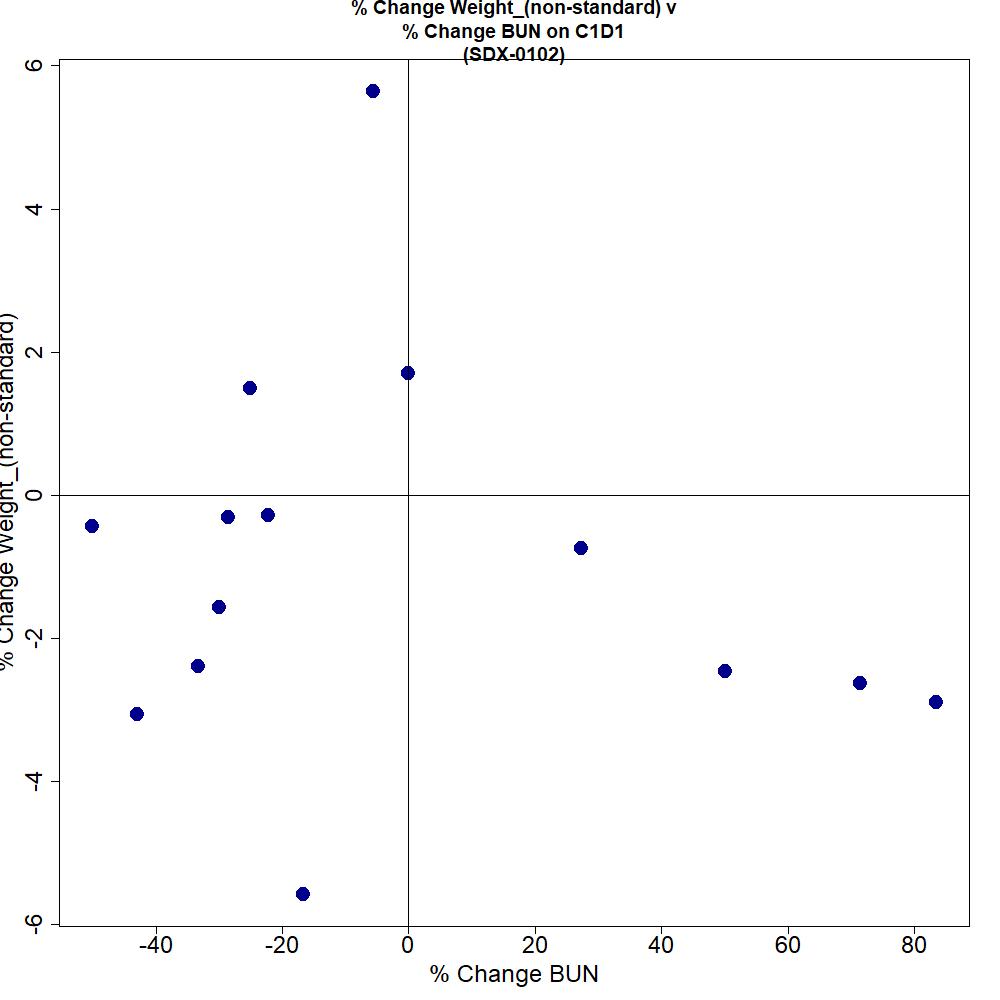 % Change Weight_(non-standard) v
% Change BUN on C1D1
(SDX-0102)
% Change Weight_(non-standard)
6
4
2
0
-2
-4
-6
-40
-20
0
20
40
60
80
% Change BUN